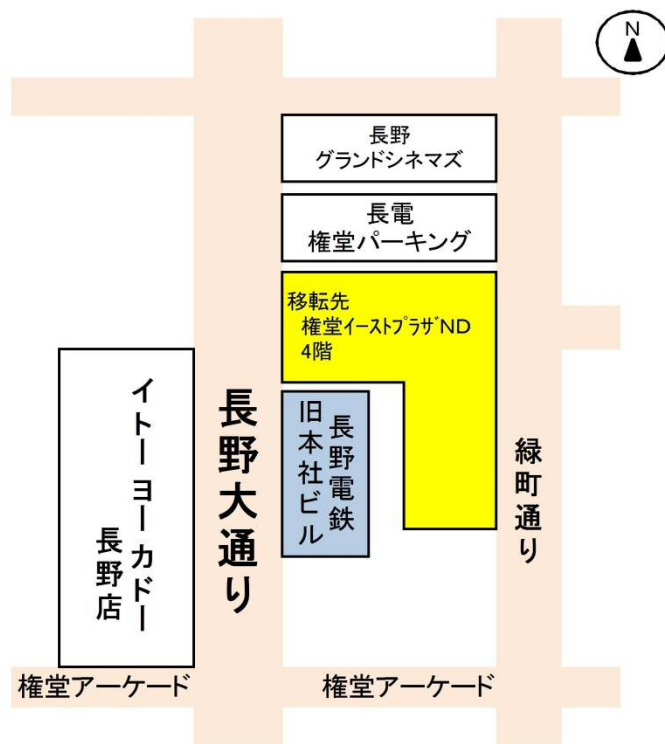 N
長野
グランドシネマズ
長電
権堂パーキング
移転先
権堂イーストプラザND
4階
長野電鉄
旧本社ビル
イトーヨーカドー
長野店
長野大通り
緑町通り
権堂アーケード
権堂アーケード